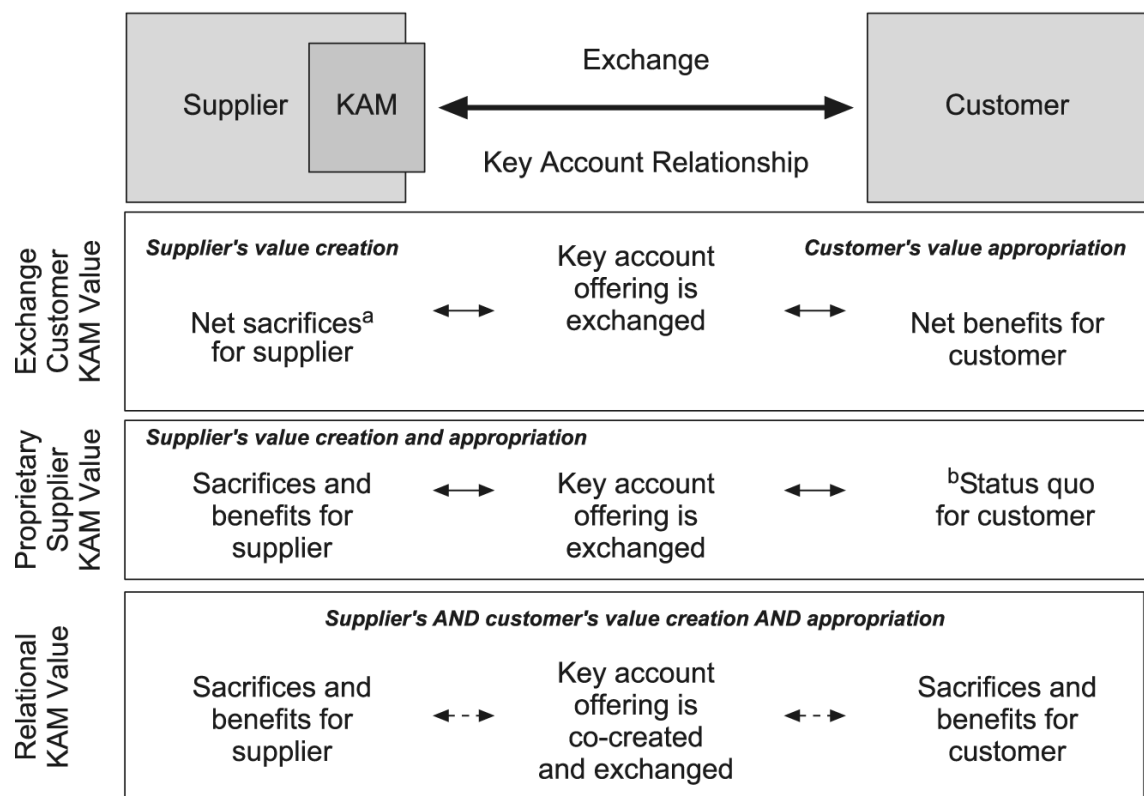 Supplier
KAM
Exchange
Key Account Relationship
Customer
Exchange
Customer
KAM Value
Supplier's value creation
Net sacrificesᵃ
for supplier
Key account
offering is
exchanged
Customer's value appropriation
Net benefits for
customer
Proprietary
Supplier
KAM Value
Supplier's value creation and appropriation
Sacrifices and
benefits for
supplier
Key account
offering is
exchanged
ᵇStatus quo
for customer
Relational
KAM Value
Supplier's AND customer's value creation AND appropriation
Sacrifices and
benefits for
supplier
Key account
offering is
co-created
and exchanged
Sacrifices and
benefits for
customer